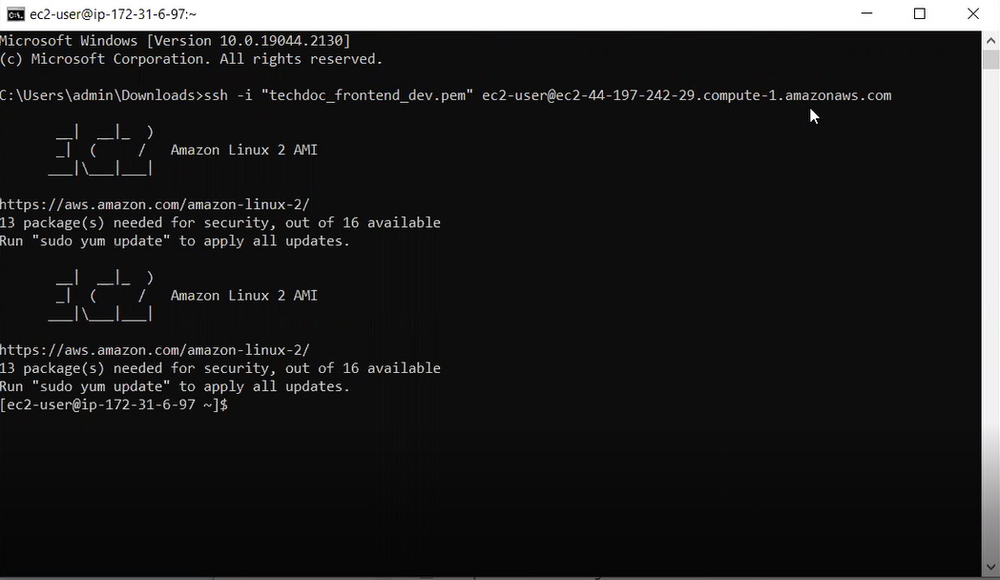 ec2-user@ip-172-31-6-97:~
Microsoft Windows [Version 10.0.19044.2130]
(c) Microsoft Corporation. All rights reserved.
C:\Users\admin\Downloads>ssh -i "techdoc_frontend_dev.pem" ec2-user@ec2-44-197-242-29.compute-1.amazonaws.com
       __|  __|_  )
       _|  (     /   Amazon Linux 2 AMI
      ___|\___|___|
https://aws.amazon.com/amazon-linux-2/
13 package(s) needed for security, out of 16 available
Run "sudo yum update" to apply all updates.
       __|  __|_  )
       _|  (     /   Amazon Linux 2 AMI
      ___|\___|___|
https://aws.amazon.com/amazon-linux-2/
13 package(s) needed for security, out of 16 available
Run "sudo yum update" to apply all updates.
[ec2-user@ip-172-31-6-97 ~]$